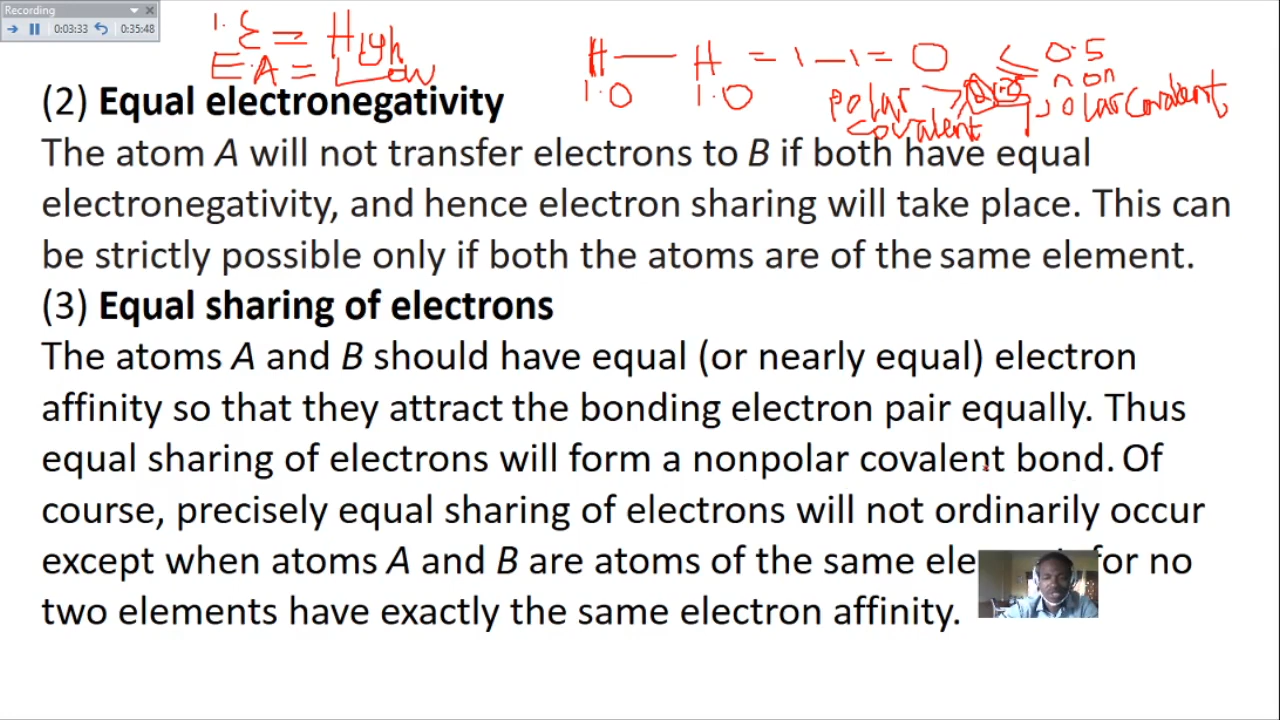 Recording
0:03:33 0:35:48
I.E = High
E.A = Low
H — H = 1 — 1 = 0 ≤ 0.5
1.0 1.0
non
polar covalent
polar
covalent
(2) Equal electronegativity
The atom A will not transfer electrons to B if both have equal
electronegativity, and hence electron sharing will take place. This can
be strictly possible only if both the atoms are of the same element.
(3) Equal sharing of electrons
The atoms A and B should have equal (or nearly equal) electron
affinity so that they attract the bonding electron pair equally. Thus
equal sharing of electrons will form a nonpolar covalent bond. Of
course, precisely equal sharing of electrons will not ordinarily occur
except when atoms A and B are atoms of the same for no
two elements have exactly the same electron affinity.